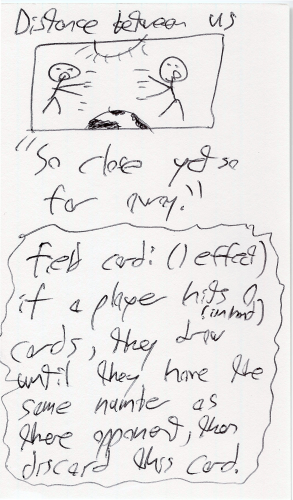 Distance between us
"So close yet so
far away."
field card: (1 effect)
if a player hits 0
(in hand)
cards, they draw
until they have the
same number as
there opponent, then
discard this card.